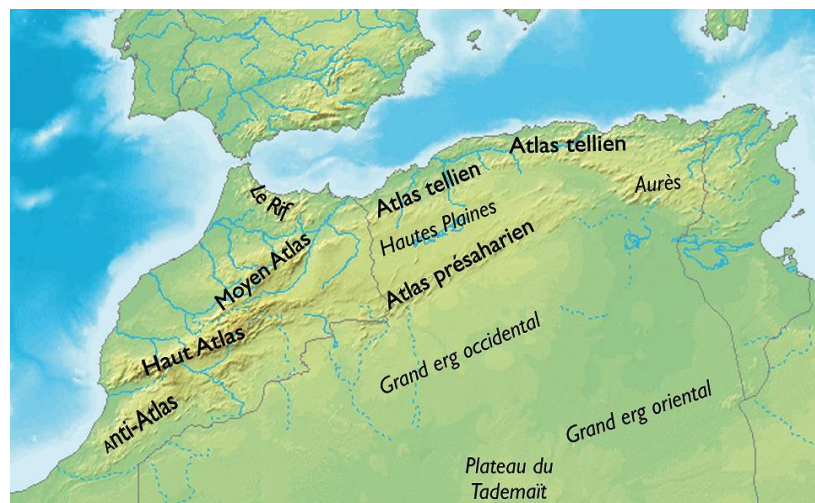 Atlas tellien
Le Rif
Atlas tellien
Aurès
Hautes Plaines
Moyen Atlas
Atlas présaharien
Haut Atlas
Grand erg occidental
Anti-Atlas
Grand erg oriental
Plateau du
Tademaït